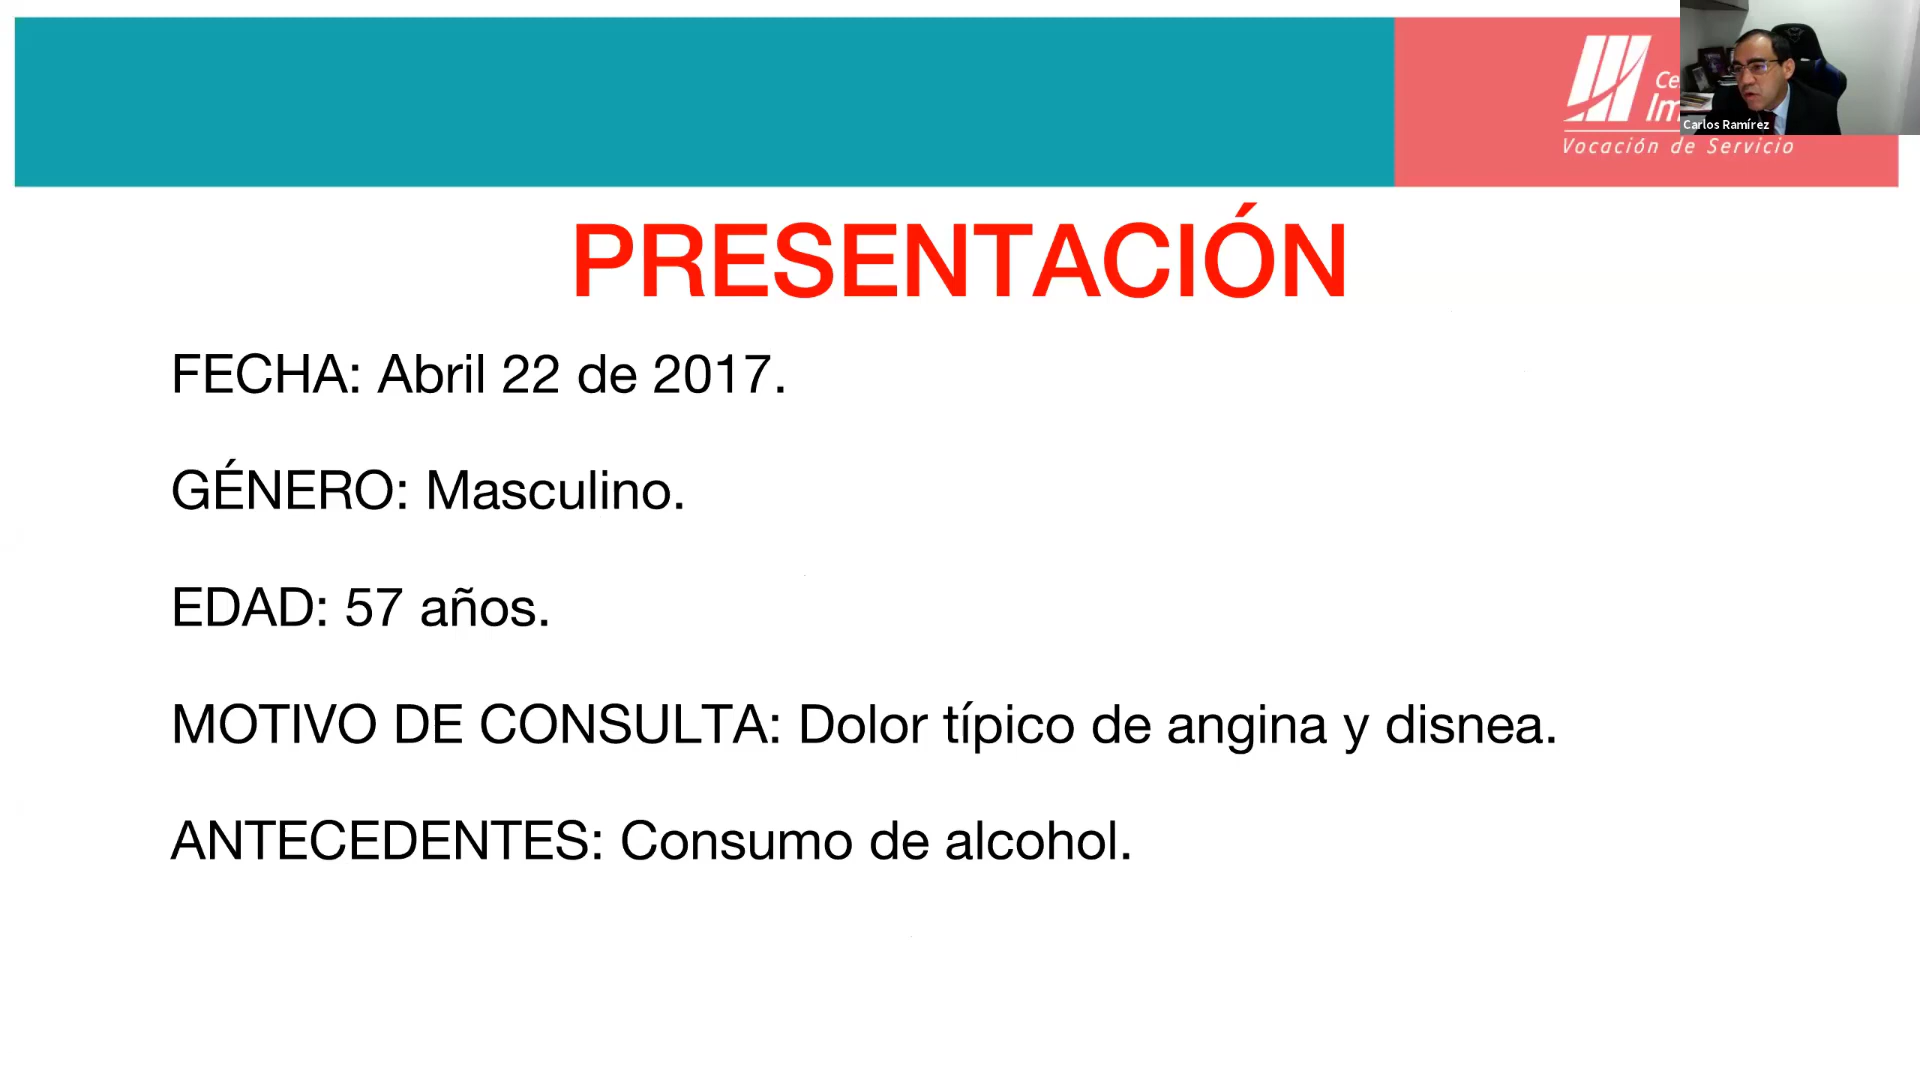 Carlos Ramírez
Vocación de Servicio
PRESENTACIÓN
FECHA: Abril 22 de 2017.
GÉNERO: Masculino.
EDAD: 57 años.
MOTIVO DE CONSULTA: Dolor típico de angina y disnea.
ANTECEDENTES: Consumo de alcohol.